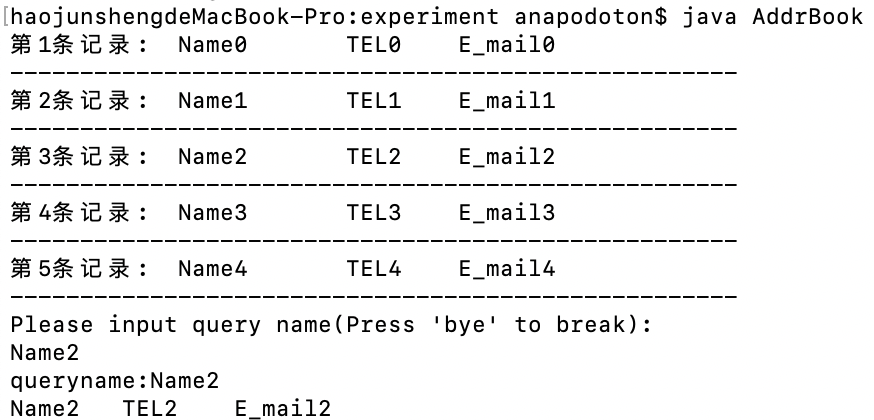 haojunshengdeMacBook-Pro:experiment anapodoton$ java AddrBook
第1条记录: Name0 TEL0 E_mail0
----------------------------------------------------
第2条记录: Name1 TEL1 E_mail1
----------------------------------------------------
第3条记录: Name2 TEL2 E_mail2
----------------------------------------------------
第4条记录: Name3 TEL3 E_mail3
----------------------------------------------------
第5条记录: Name4 TEL4 E_mail4
----------------------------------------------------
Please input query name(Press 'bye' to break):
Name2
queryname:Name2
Name2 TEL2 E_mail2